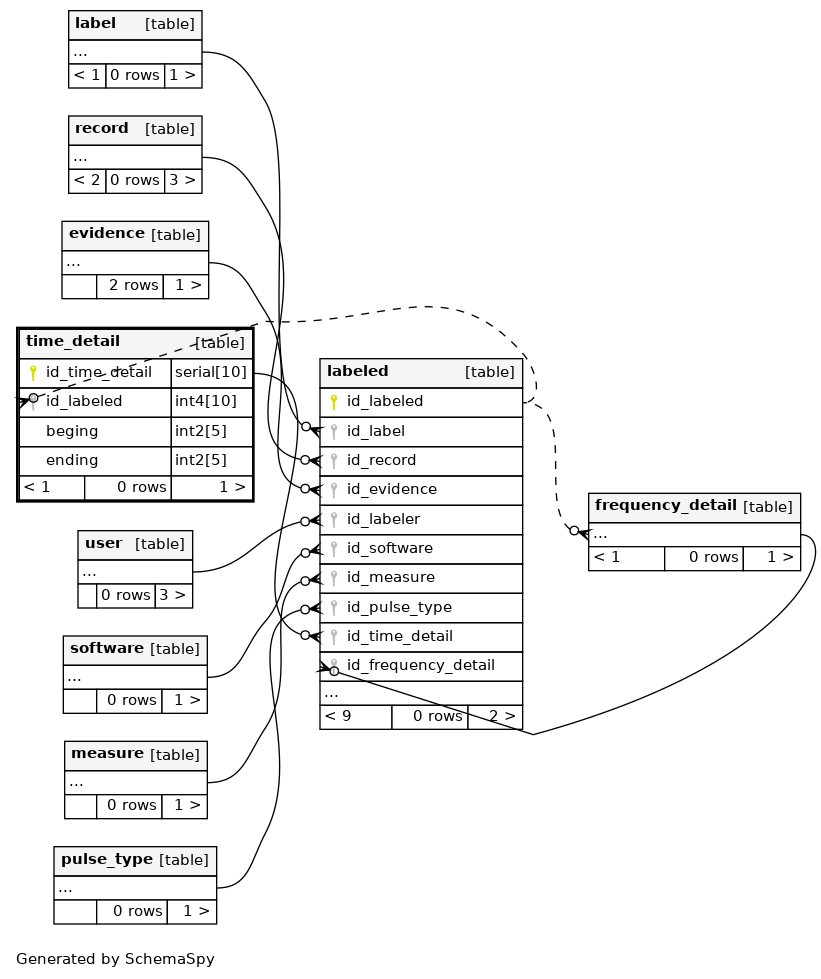 label [table]
...
< 1 0 rows 1 >
record [table]
...
< 2 0 rows 3 >
evidence [table]
...
2 rows 1 >
time_detail [table]
id_time_detail serial[10]
id_labeled int4[10]
beging int2[5]
ending int2[5]
< 1 0 rows 1 >
labeled [table]
id_labeled
id_label
id_record
id_evidence
id_labeler
id_software
id_measure
id_pulse_type
id_time_detail
id_frequency_detail
...
< 9 0 rows 2 >
frequency_detail [table]
...
< 1 0 rows 1 >
user [table]
...
0 rows 3 >
software [table]
...
0 rows 1 >
measure [table]
...
0 rows 1 >
pulse_type [table]
...
0 rows 1 >
Generated by SchemaSpy